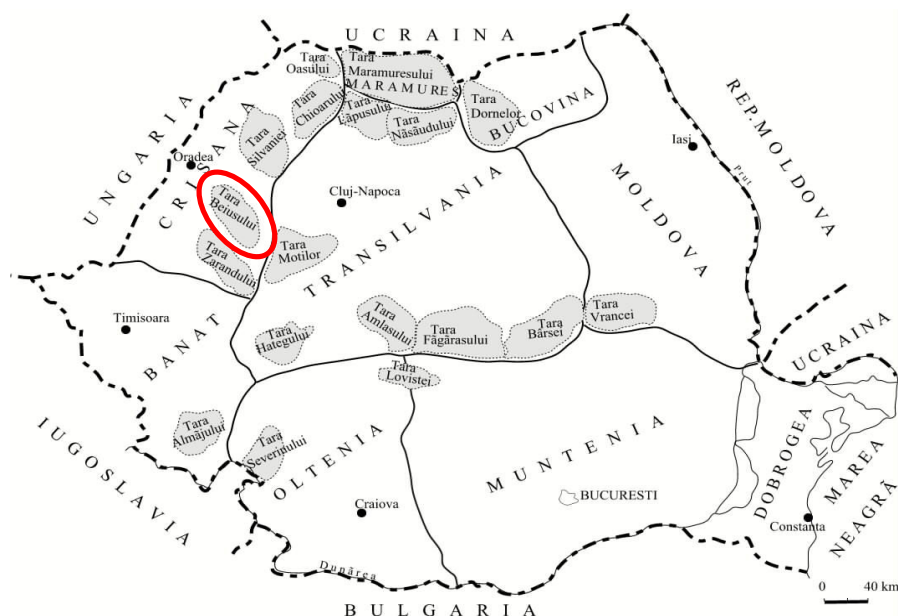 UCRAINA
Tara
Oasului
Tara
Maramuresului
MARAMURES
Tara
Chioarului
Tara
Lăpusului
Tara
Năsăudului
Tara
Dornelor
BUCOVINA
REP.MOLDOVA
UNGARIA
CRISANA
Tara
Silvaniei
Oradea
Iasi
Prut
Tara
Beiusului
Cluj-Napoca
TRANSILVANIA
MOLDOVA
Tara
Motilor
Tara
Zarandului
Timisoara
BANAT
Tara
Hategului
Tara
Amlasului
Tara
Făgărasului
Tara
Bârsei
Tara
Vrancei
Tara
Lovistei
UCRAINA
IUGOSLAVIA
Tara
Almăjului
Tara
Severinului
OLTENIA
MUNTENIA
DOBROGEA
MAREA
NEAGRĂ
BUCURESTI
Craiova
Constanta
Dunărea
BULGARIA
0 40 km